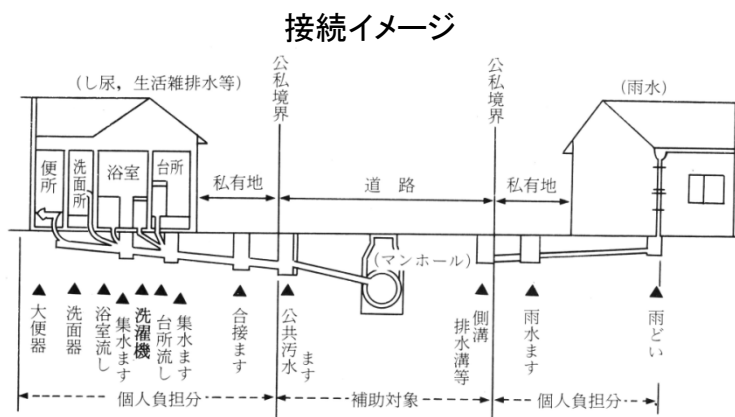 接続イメージ
(し尿，生活雑排水等)
公私境界
公私境界
(雨水)
便所
洗面所
浴室
台所
私有地
道路
私有地
(マンホール)
大便器
洗面器
浴室流し
集水ます
洗濯機
台所流し
集水ます
合接ます
公共汚水
ます
側溝
排水溝等
雨水ます
雨どい
個人負担分
補助対象
個人負担分